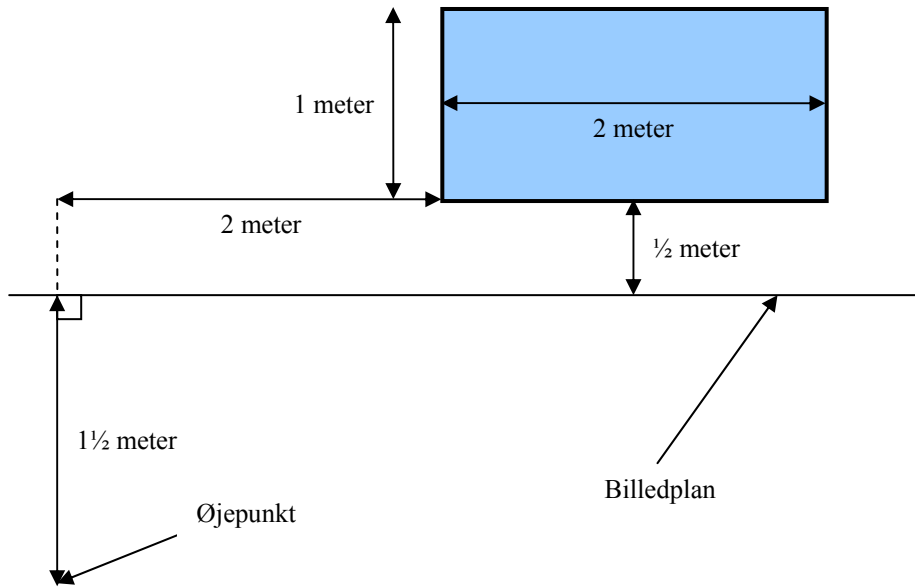 1 meter
2 meter
2 meter
½ meter
1½ meter
Billedplan
Øjepunkt